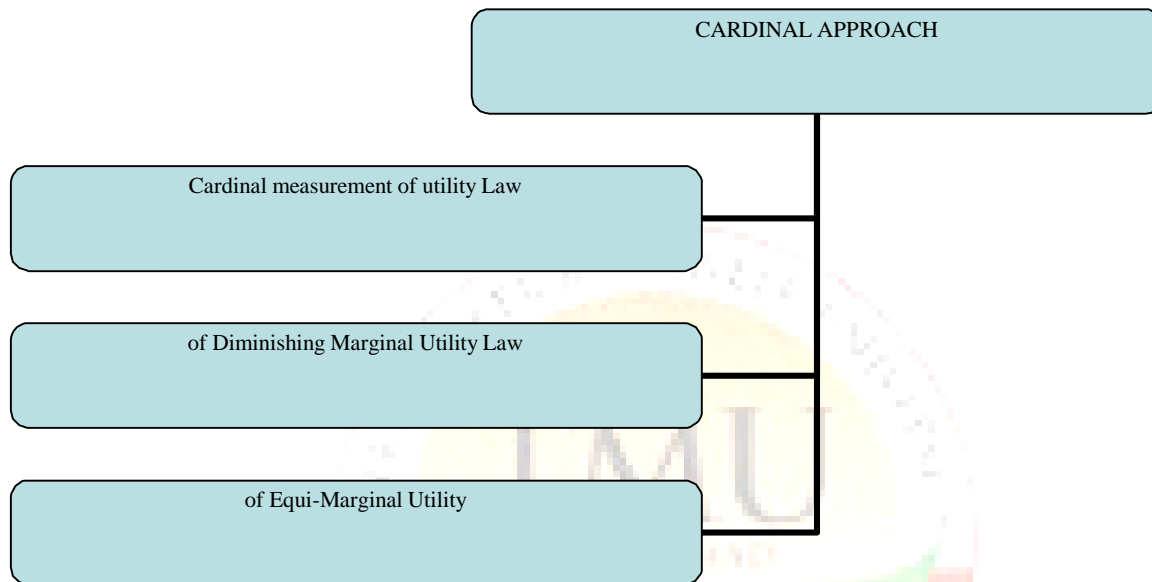 CARDINAL APPROACH
Cardinal measurement of utility Law
of Diminishing Marginal Utility Law
of Equi-Marginal Utility